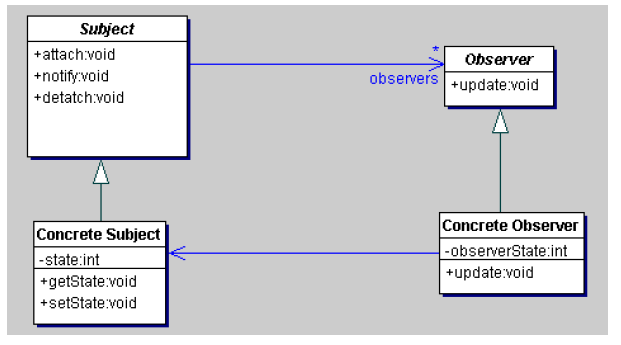 Subject
+attach:void
+notify:void
+detatch:void
*
observers
Observer
+update:void
Concrete Subject
-state:int
+getState:void
+setState:void
Concrete Observer
-observerState:int
+update:void